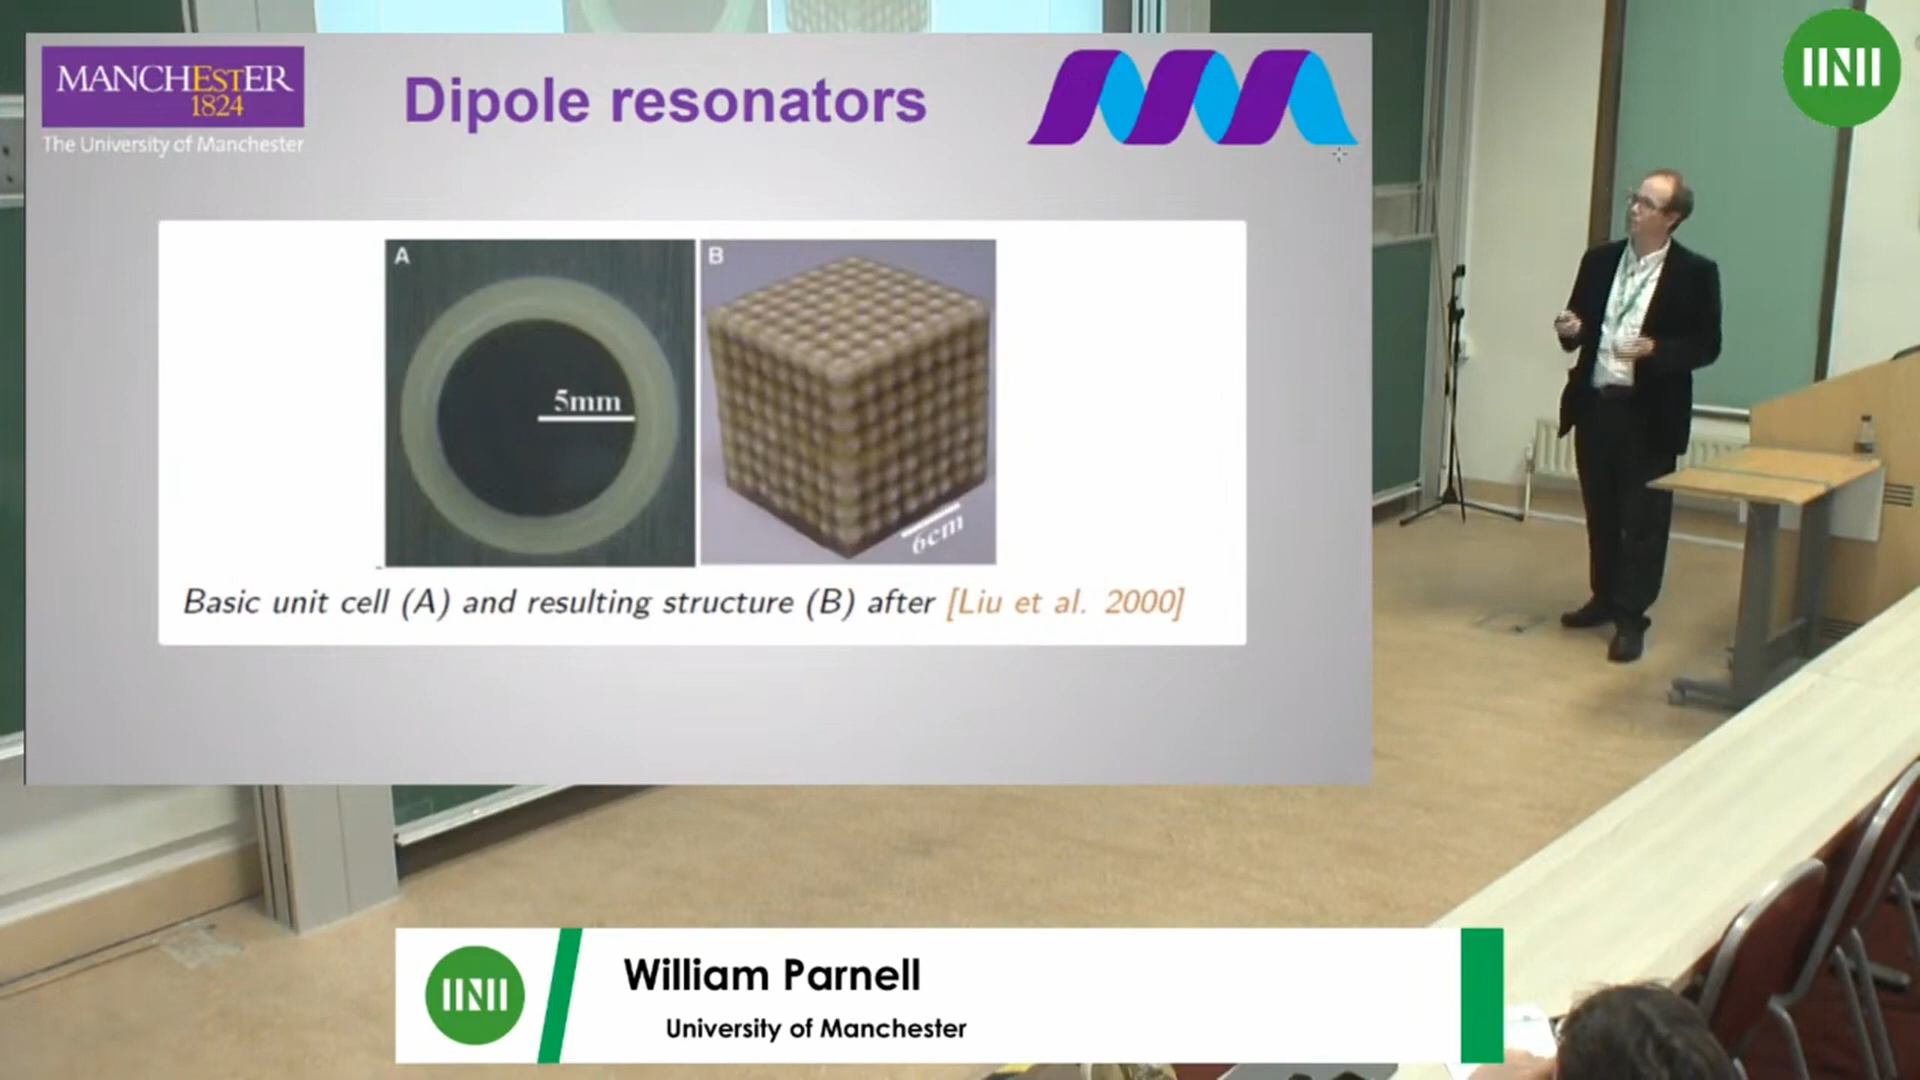 MANCHESTER
1824
The University of Manchester
Dipole resonators
A
B
5mm
6cm
Basic unit cell (A) and resulting structure (B) after [Liu et al. 2000]
William Parnell
University of Manchester